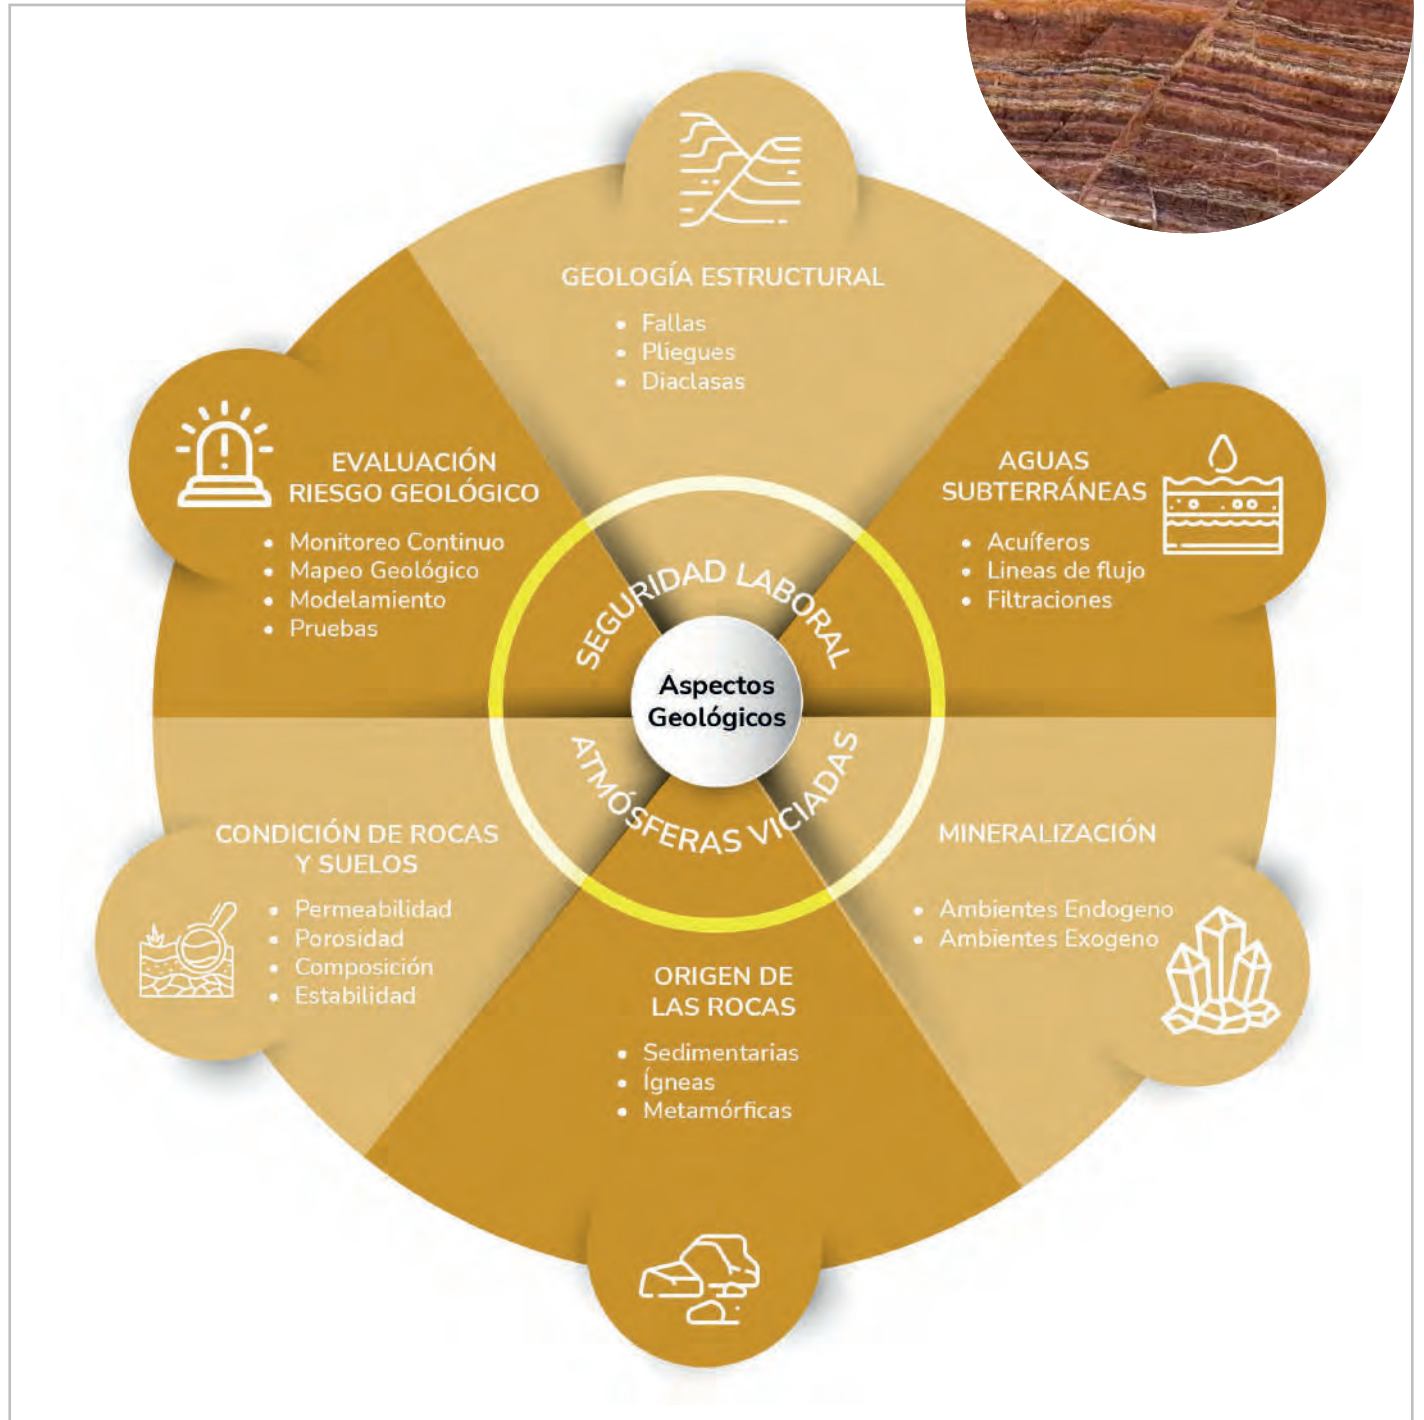 GEOLOGÍA ESTRUCTURAL
• Fallas
• Pliegues
• Diaclasas
EVALUACIÓN
RIESGO GEOLÓGICO
• Monitoreo Continuo
• Mapeo Geológico
• Modelamiento
• Pruebas
AGUAS
SUBTERRÁNEAS
• Acuíferos
• Lineas de flujo
• Filtraciones
SEGURIDAD LABORAL
Aspectos
Geológicos
ATMÓSFERAS VICIADAS
CONDICIÓN DE ROCAS
Y SUELOS
• Permeabilidad
• Porosidad
• Composición
• Estabilidad
MINERALIZACIÓN
• Ambientes Endogeno
• Ambientes Exogeno
ORIGEN DE
LAS ROCAS
• Sedimentarias
• Ígneas
• Metamórficas